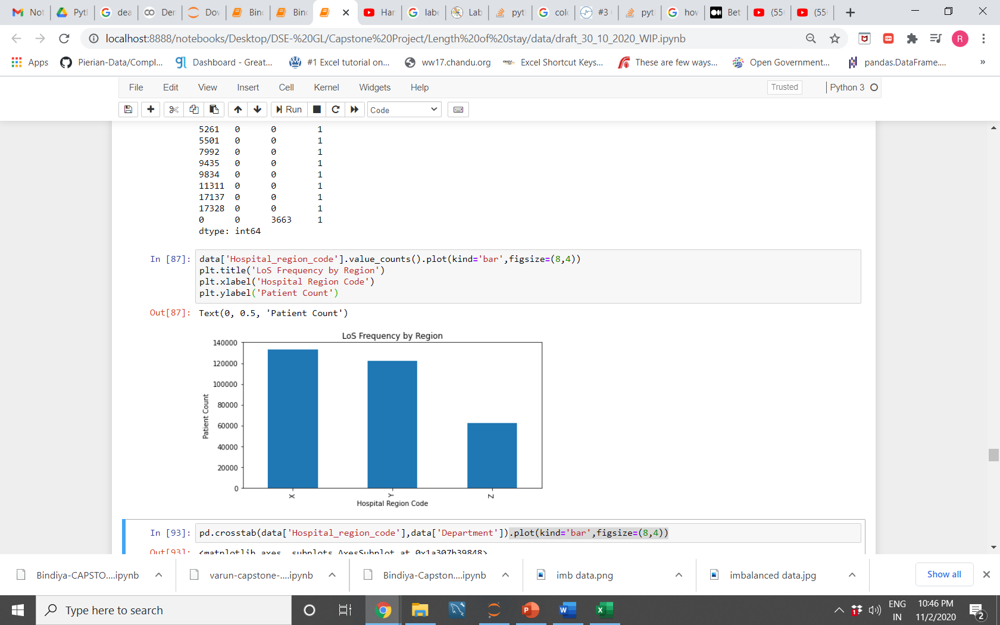 Not
Pyt
dea
Der
Dov
Binc
Binc
Har
labe
Lab
pyt
colo
#3
pyt
how
Bet
(55
(55
localhost:8888/notebooks/Desktop/DSE-%20GL/Capstone%20Project/Length%20of%20stay/data/draft_30_10_2020_WIP.ipynb
R
Apps
Pierian-Data/Compl...
Dashboard - Great...
#1 Excel tutorial on...
ww17.chandu.org
Excel Shortcut Keys...
These are few ways...
Open Government...
pandas.DataFrame....
»
File Edit View Insert Cell Kernel Widgets Help
Trusted
Python 3
Run
Code
5261 0 0 1
5501 0 0 1
7992 0 0 1
9435 0 0 1
9834 0 0 1
11311 0 0 1
17137 0 0 1
17328 0 0 1
0 0 3663 1
dtype: int64
In [87]:
data['Hospital_region_code'].value_counts().plot(kind='bar',figsize=(8,4))
plt.title('LoS Frequency by Region')
plt.xlabel('Hospital Region Code')
plt.ylabel('Patient Count')
Out[87]: Text(0, 0.5, 'Patient Count')
LoS Frequency by Region
140000
120000
100000
80000
60000
40000
20000
0
Patient Count
X Y Z
Hospital Region Code
In [93]: pd.crosstab(data['Hospital_region_code'],data['Department']).plot(kind='bar',figsize=(8,4))
Out[93]: <matplotlib.axes._subplots.AxesSubplot at 0x1a307b39848>
Bindiya-CAPSTO....ipynb
varun-capstone-....ipynb
Bindiya-Capston....ipynb
imb data.png
imbalanced data.jpg
Show all
Type here to search
ENG
IN
10:46 PM
11/2/2020
1
2